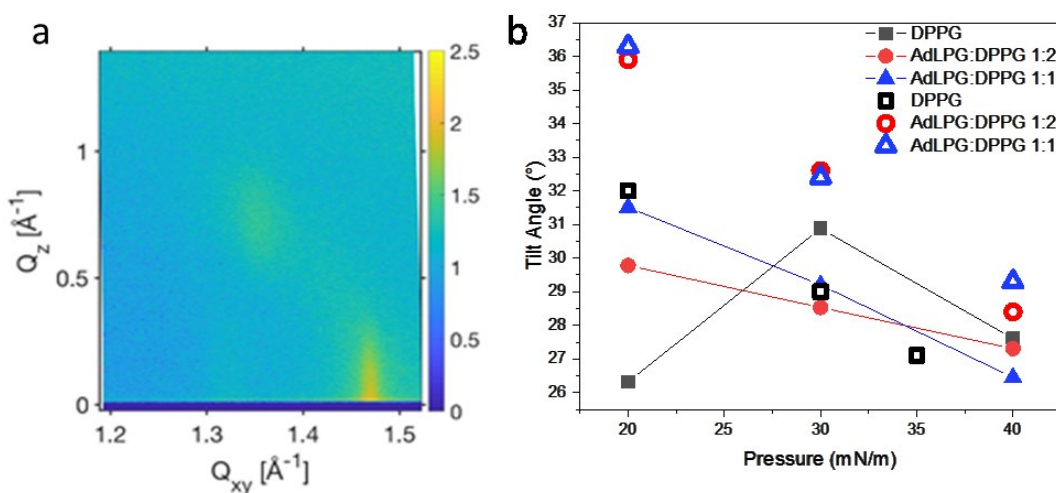 a
2.5
2
1.5
1
0.5
0
1
0.5
0
1.2 1.3 1.4 1.5
Qz [Å-1]
Qxy [Å-1]
b
37
36
35
34
33
32
31
30
29
28
27
26
20 25 30 35 40
Tilt Angle (°)
Pressure (mN/m)
DPPG
AdLPG:DPPG 1:2
AdLPG:DPPG 1:1
DPPG
AdLPG:DPPG 1:2
AdLPG:DPPG 1:1